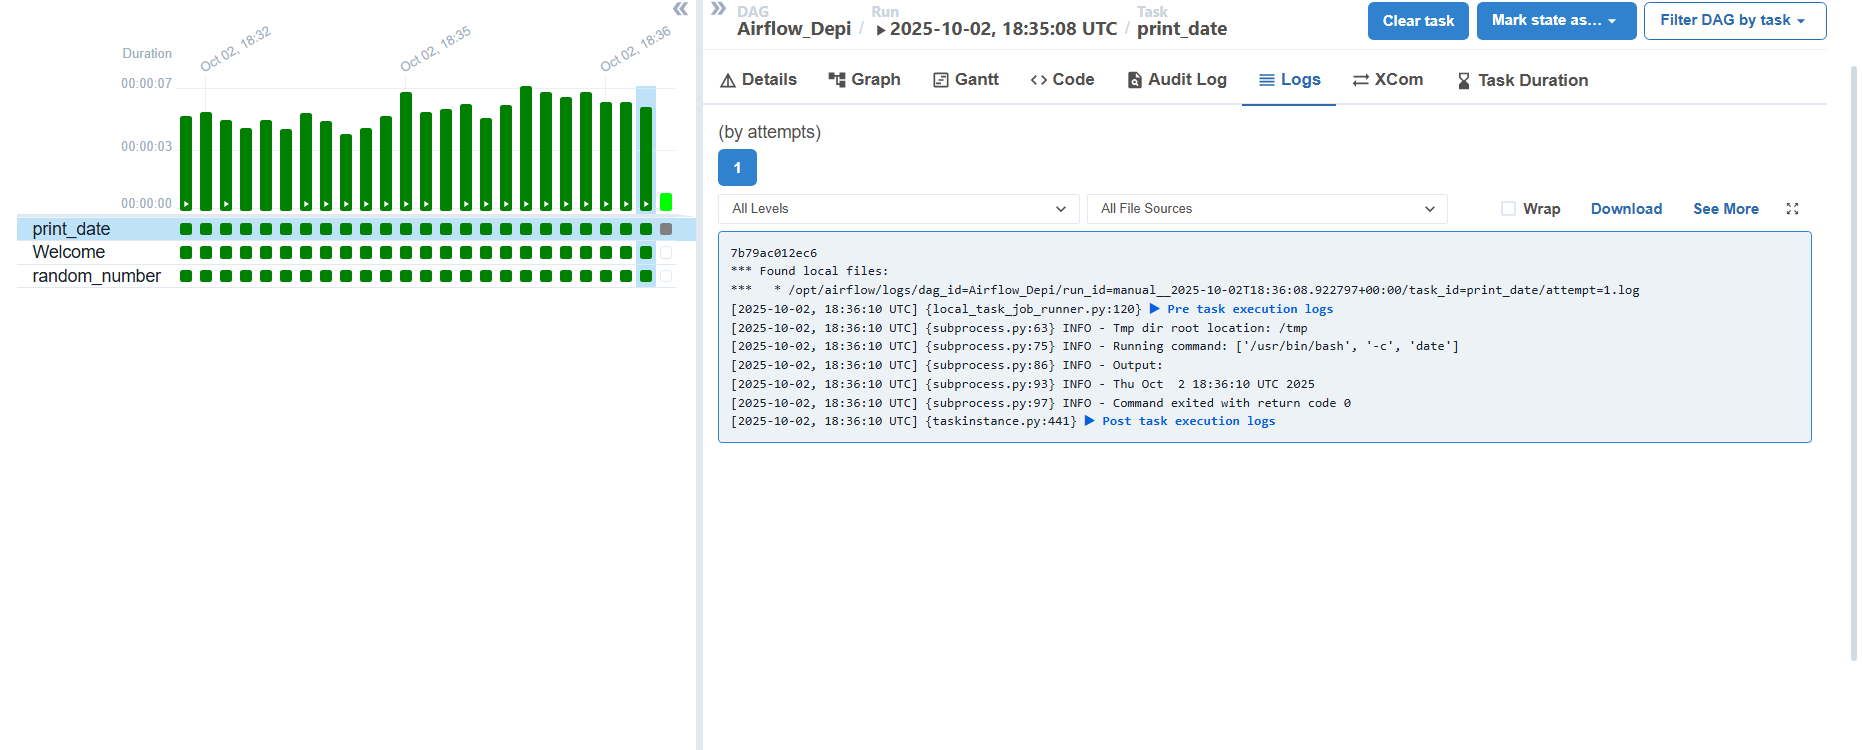 Duration
Oct 02, 18:32
Oct 02, 18:35
Oct 02, 18:36
00:00:07
00:00:03
00:00:00
print_date
Welcome
random_number
DAG
Airflow_Depi
/
Run
2025-10-02, 18:35:08 UTC
/
Task
print_date
Clear task
Mark state as...
Filter DAG by task
Details
Graph
Gantt
Code
Audit Log
Logs
XCom
Task Duration
(by attempts)
1
All Levels
All File Sources
Wrap
Download
See More
7b79ac012ec6
*** Found local files:
***   * /opt/airflow/logs/dag_id=Airflow_Depi/run_id=manual__2025-10-02T18:36:08.922797+00:00/task_id=print_date/attempt=1.log
[2025-10-02, 18:36:10 UTC] {local_task_job_runner.py:120} ▶ Pre task execution logs
[2025-10-02, 18:36:10 UTC] {subprocess.py:63} INFO - Tmp dir root location: /tmp
[2025-10-02, 18:36:10 UTC] {subprocess.py:75} INFO - Running command: ['/usr/bin/bash', '-c', 'date']
[2025-10-02, 18:36:10 UTC] {subprocess.py:86} INFO - Output:
[2025-10-02, 18:36:10 UTC] {subprocess.py:93} INFO - Thu Oct  2 18:36:10 UTC 2025
[2025-10-02, 18:36:10 UTC] {subprocess.py:97} INFO - Command exited with return code 0
[2025-10-02, 18:36:10 UTC] {taskinstance.py:441} ▶ Post task execution logs